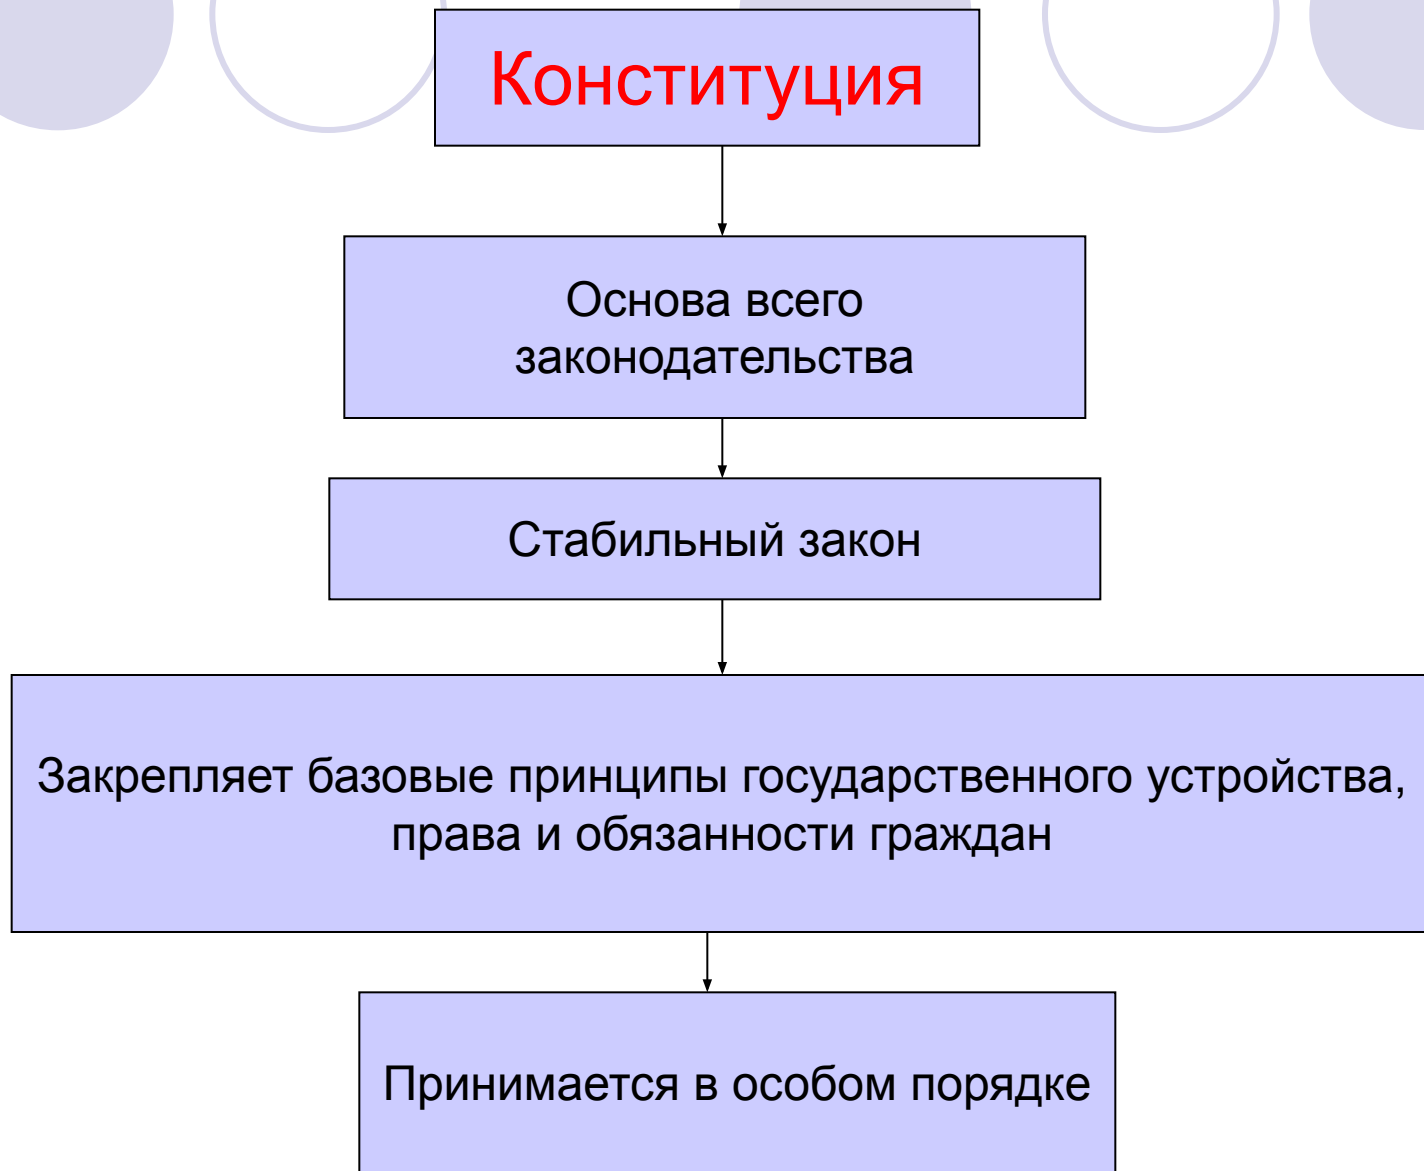 Конституция
Основа всего
законодательства
Стабильный закон
Закрепляет базовые принципы государственного устройства,
права и обязанности граждан
Принимается в особом порядке